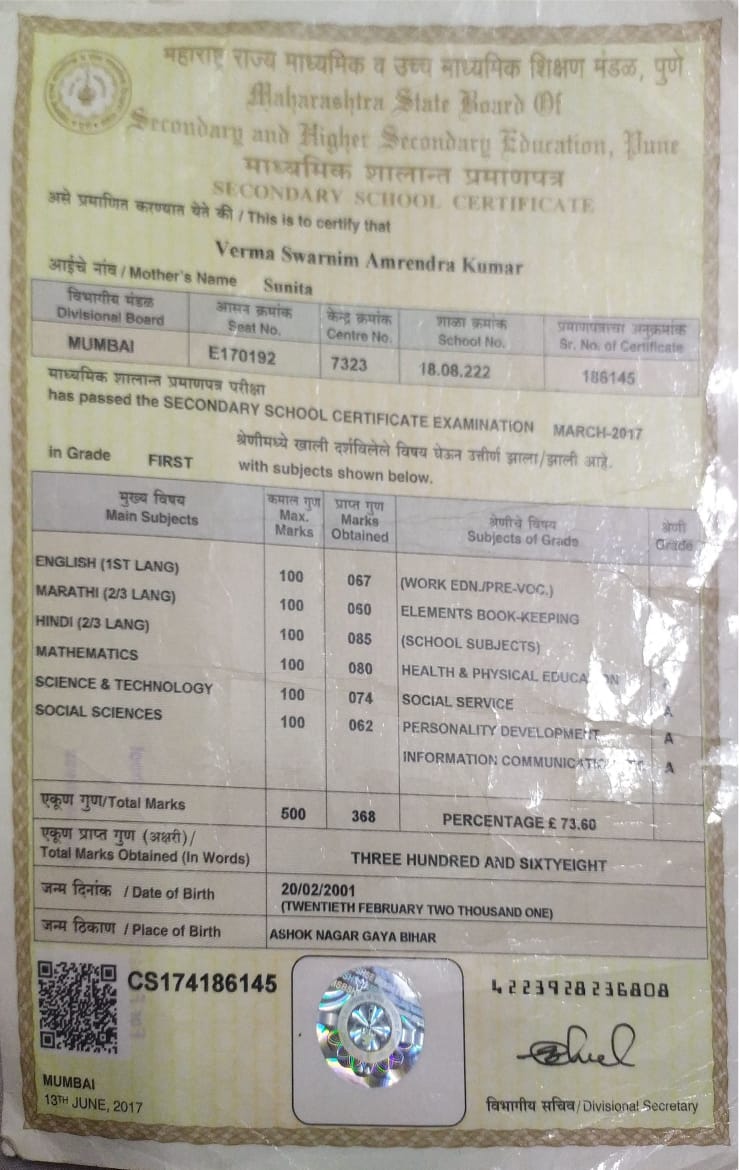 महाराष्ट्र राज्य माध्यमिक व उच्च माध्यमिक शिक्षण मंडळ, पुणे
Maharashtra State Board Of
Secondary and Higher Secondary Education, Pune
माध्यमिक शालान्त प्रमाणपत्र
SECONDARY SCHOOL CERTIFICATE
असे प्रमाणित करण्यात येते की / This is to certify that
Verma Swarnim Amrendra Kumar
आईचे नांव / Mother's Name Sunita
विभागीय मंडळ आसन क्रमांक केन्द्र क्रमांक शाळा क्रमांक प्रमाणपत्राचा अनुक्रमांक
Divisional Board Seat No. Centre No. School No. Sr. No. of Certificate
MUMBAI E170192 7323 18.08.222 186145
माध्यमिक शालान्त प्रमाणपत्र परीक्षा
has passed the SECONDARY SCHOOL CERTIFICATE EXAMINATION MARCH-2017
श्रेणीमध्ये खाली दर्शविलेले विषय घेऊन उत्तीर्ण झाला/झाली आहे.
in Grade FIRST with subjects shown below.
मुख्य विषय कमाल गुण प्राप्त गुण श्रेणीचे विषय श्रेणी
Main Subjects Max. Marks Marks Obtained Subjects of Grade Grade
ENGLISH (1ST LANG) 100 067 (WORK EDN./PRE-VOC.)
MARATHI (2/3 LANG) 100 050 ELEMENTS BOOK-KEEPING
HINDI (2/3 LANG) 100 085 (SCHOOL SUBJECTS)
MATHEMATICS 100 080 HEALTH & PHYSICAL EDUCATION A
SCIENCE & TECHNOLOGY 100 074 SOCIAL SERVICE A
SOCIAL SCIENCES 100 062 PERSONALITY DEVELOPMENT A
INFORMATION A
एकूण गुण/Total Marks 500 368 PERCENTAGE £ 73.60
एकूण प्राप्त गुण (अक्षरी)/
Total Marks Obtained (In Words) THREE HUNDRED AND SIXTYEIGHT
जन्म दिनांक / Date of Birth 20/02/2001
(TWENTIETH FEBRUARY TWO THOUSAND ONE)
जन्म ठिकाण / Place of Birth ASHOK NAGAR GAYA BIHAR
CS174186145
4223928236808
MUMBAI
13TH JUNE, 2017
विभागीय सचिव/Divisional Secretary